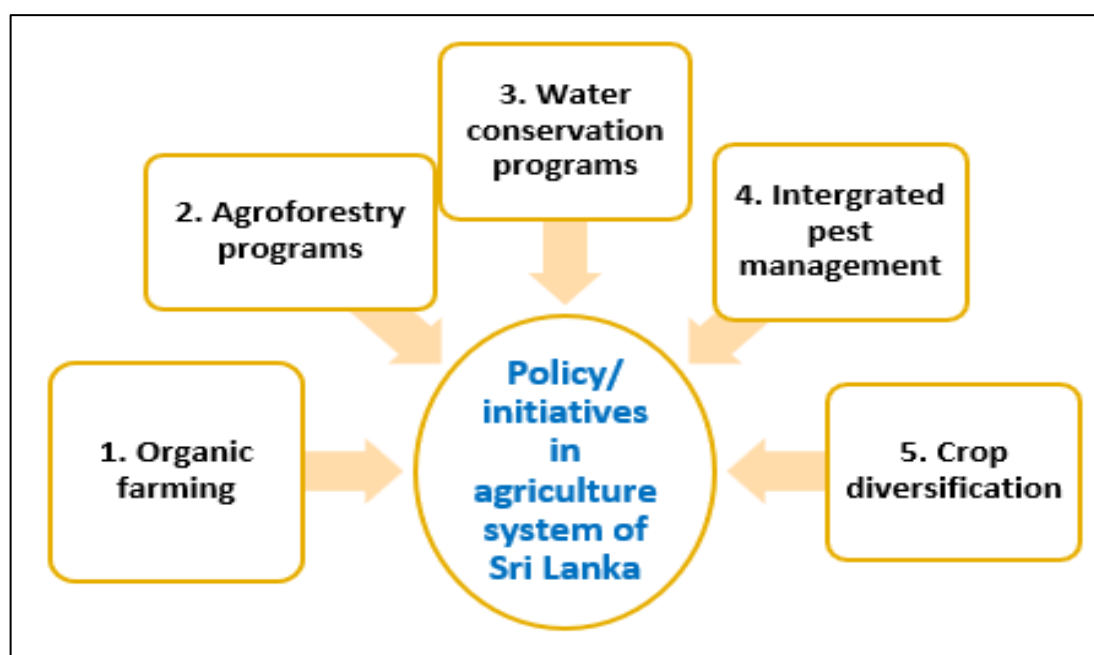 1. Organic
farming
2. Agroforestry
programs
3. Water
conservation
programs
4. Intergrated
pest
management
5. Crop
diversification
Policy/
initiatives
in
agriculture
system of
Sri Lanka